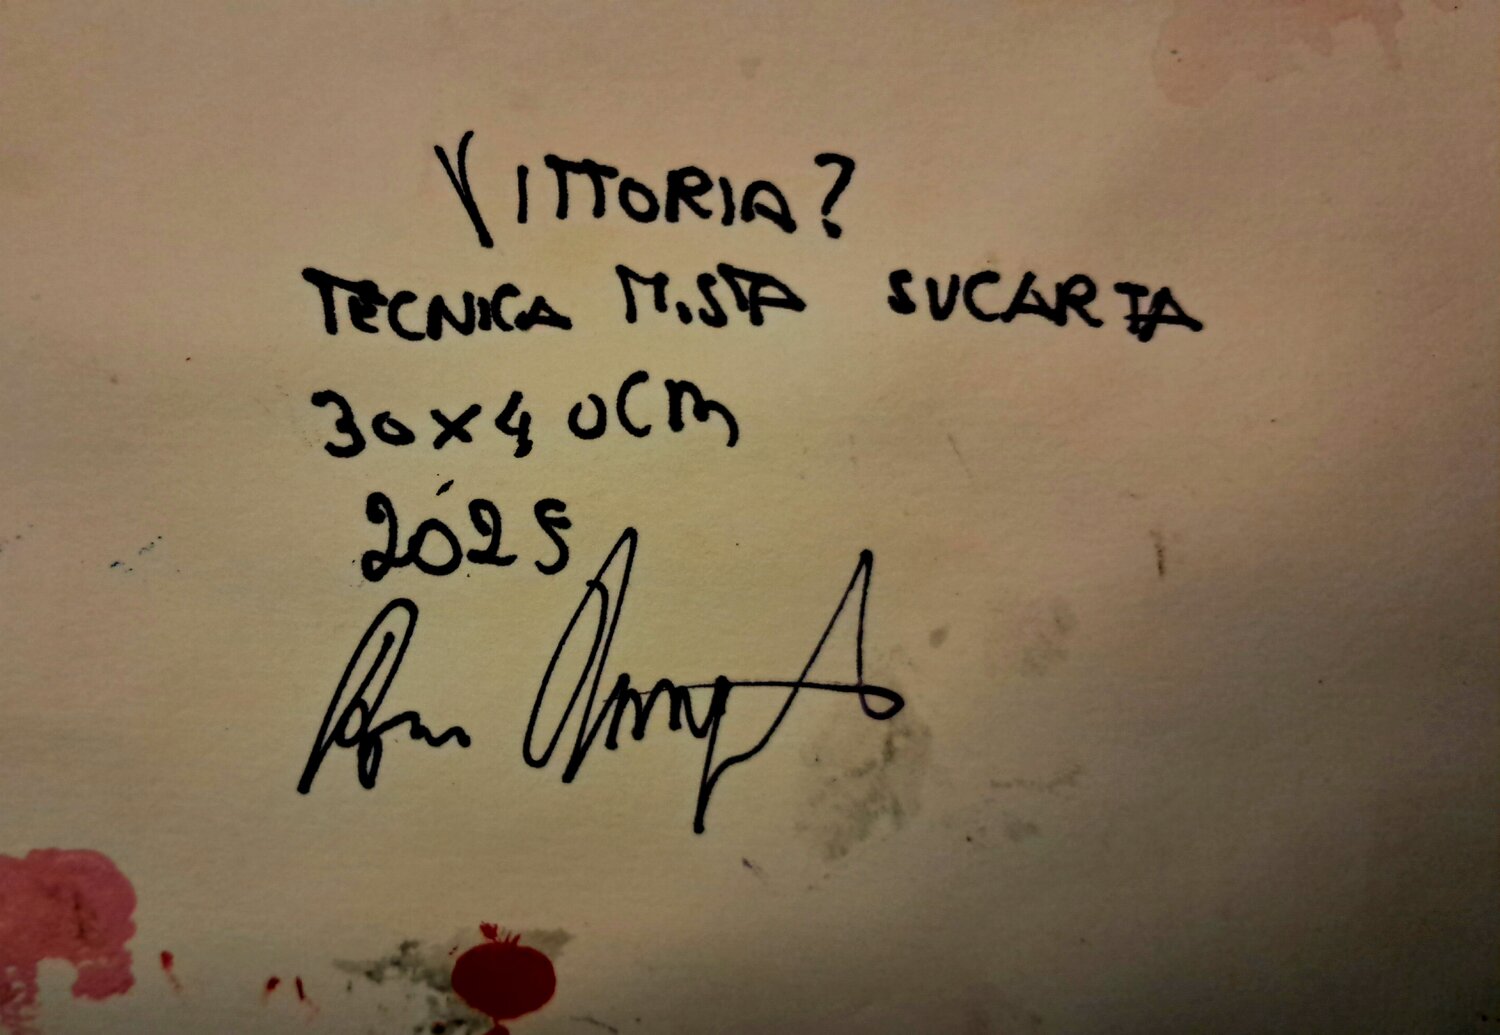 VITTORIA?
TECNICA MISTA SUCARTA
30x40CM
2025